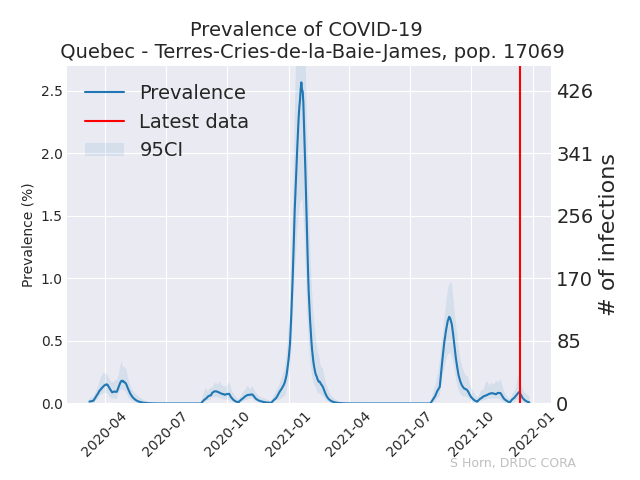 Prevalence of COVID-19
Quebec - Terres-Cries-de-la-Baie-James, pop. 17069
Prevalence
Latest data
95CI
Prevalence (%)
2.5
2.0
1.5
1.0
0.5
0.0
426
341
256
170
85
0
# of infections
2020-04
2020-07
2020-10
2021-01
2021-04
2021-07
2021-10
2022-01
S Horn, DRDC CORA